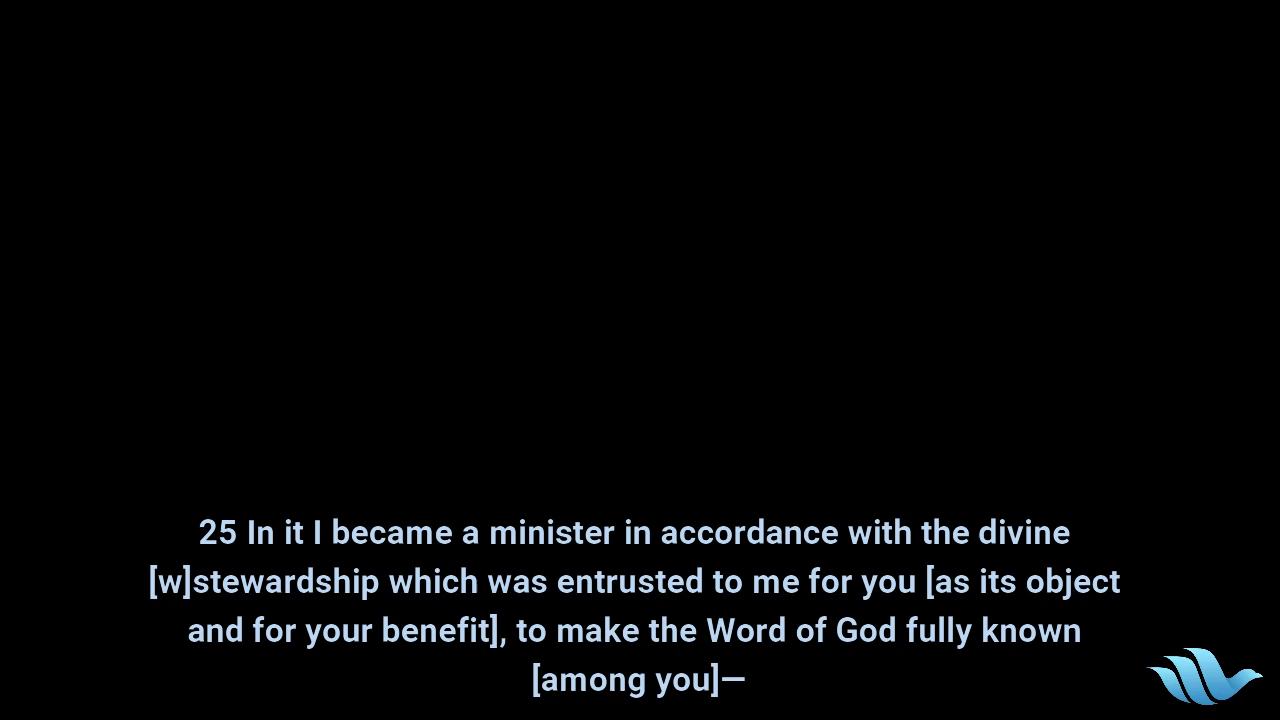 25 In it I became a minister in accordance with the divine
[w]stewardship which was entrusted to me for you [as its object
and for your benefit], to make the Word of God fully known
[among you]—